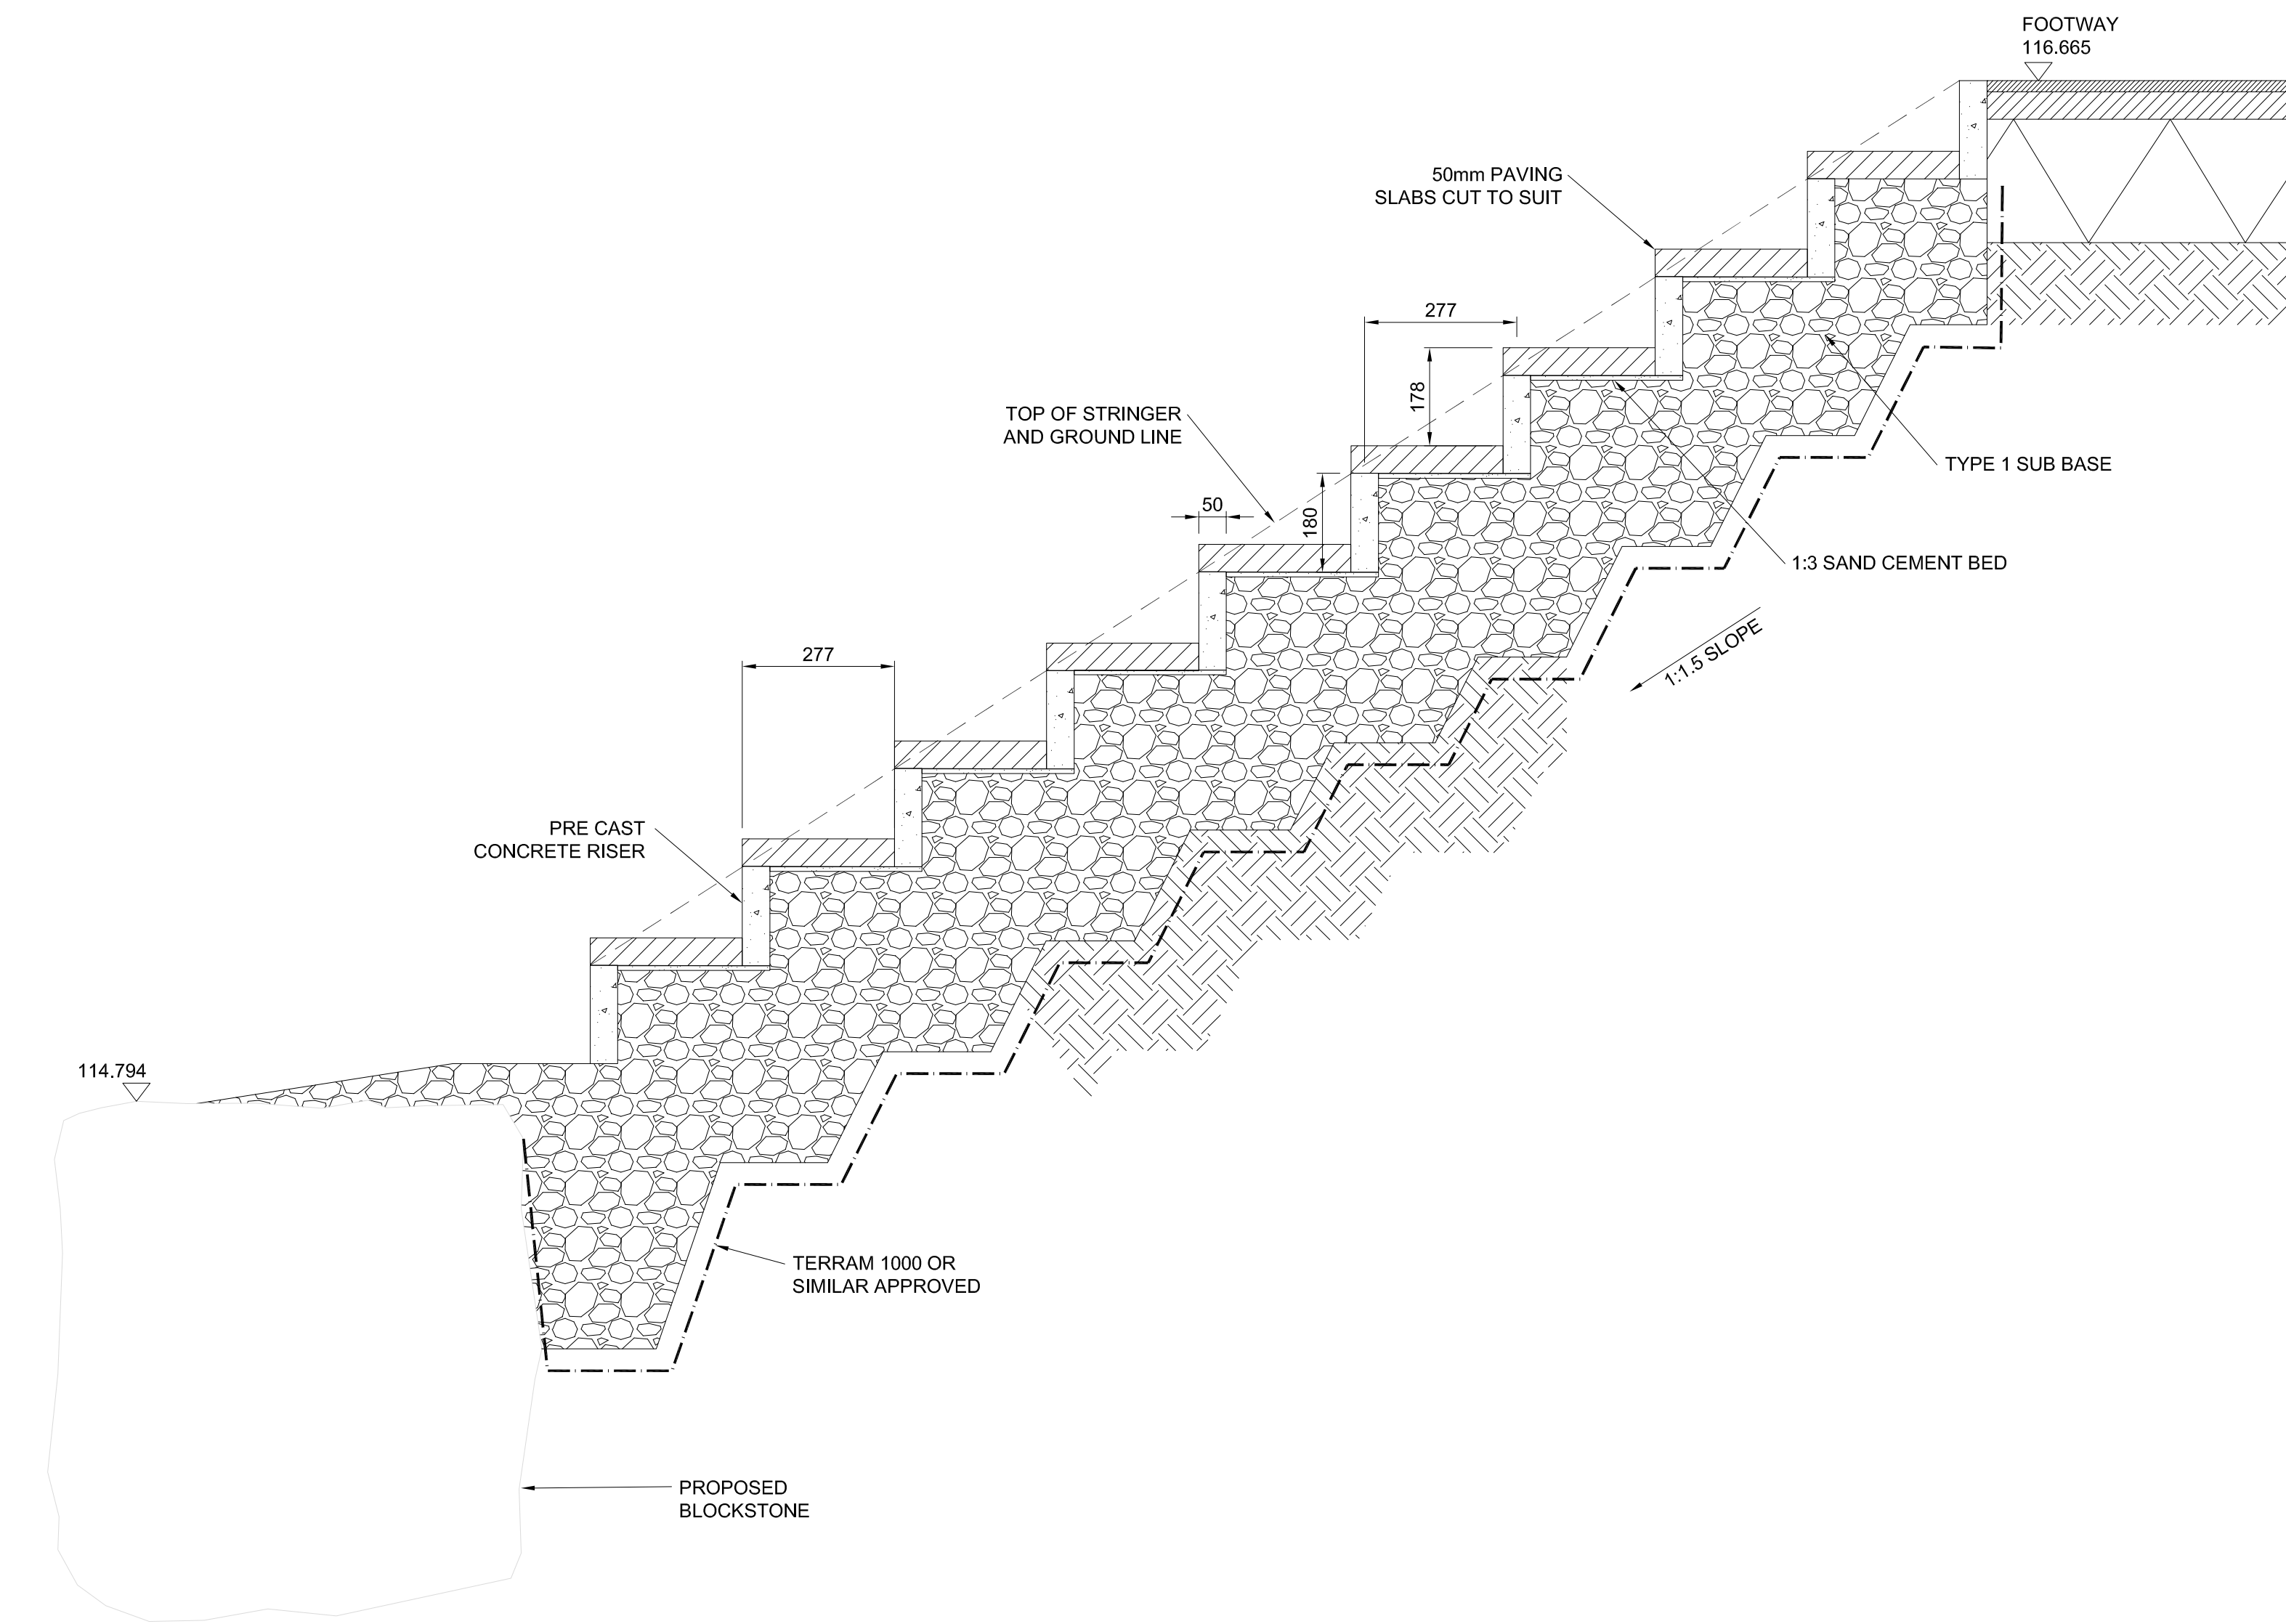 FOOTWAY
116.665
50mm PAVING
SLABS CUT TO SUIT
277
178
TOP OF STRINGER
AND GROUND LINE
TYPE 1 SUB BASE
50
180
1:3 SAND CEMENT BED
1:1.5 SLOPE
277
PRE CAST
CONCRETE RISER
114.794
TERRAM 1000 OR
SIMILAR APPROVED
PROPOSED
BLOCKSTONE